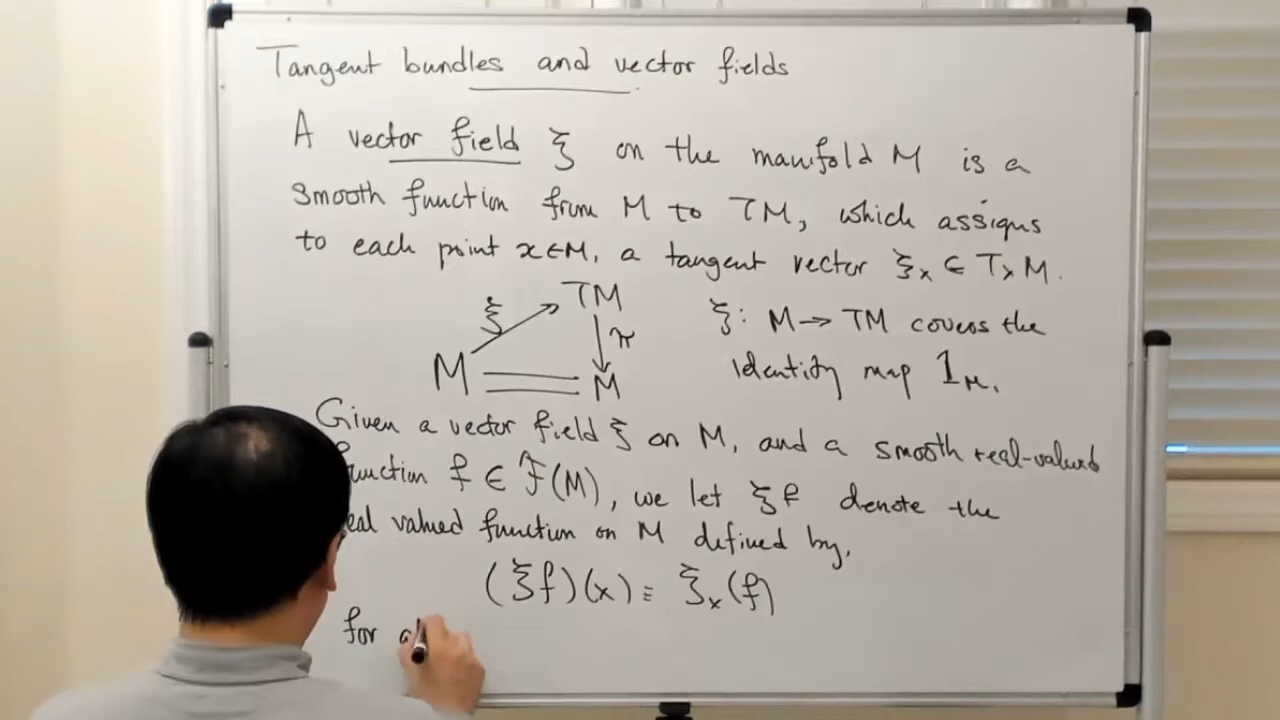 Tangent bundles and vector fields
A vector field ξ on the manifold M is a
smooth function from M to TM, which assigns
to each point x∈M, a tangent vector ξₓ ∈ TₓM.
ξ TM
π
M M
ξ: M → TM covers the
identity map 1_M.
Given a vector field ξ on M, and a smooth real-valued
function f ∈ F(M), we let ξf denote the
eal valued function on M defined by,
(ξf)(x) ≡ ξₓ(f)
for a